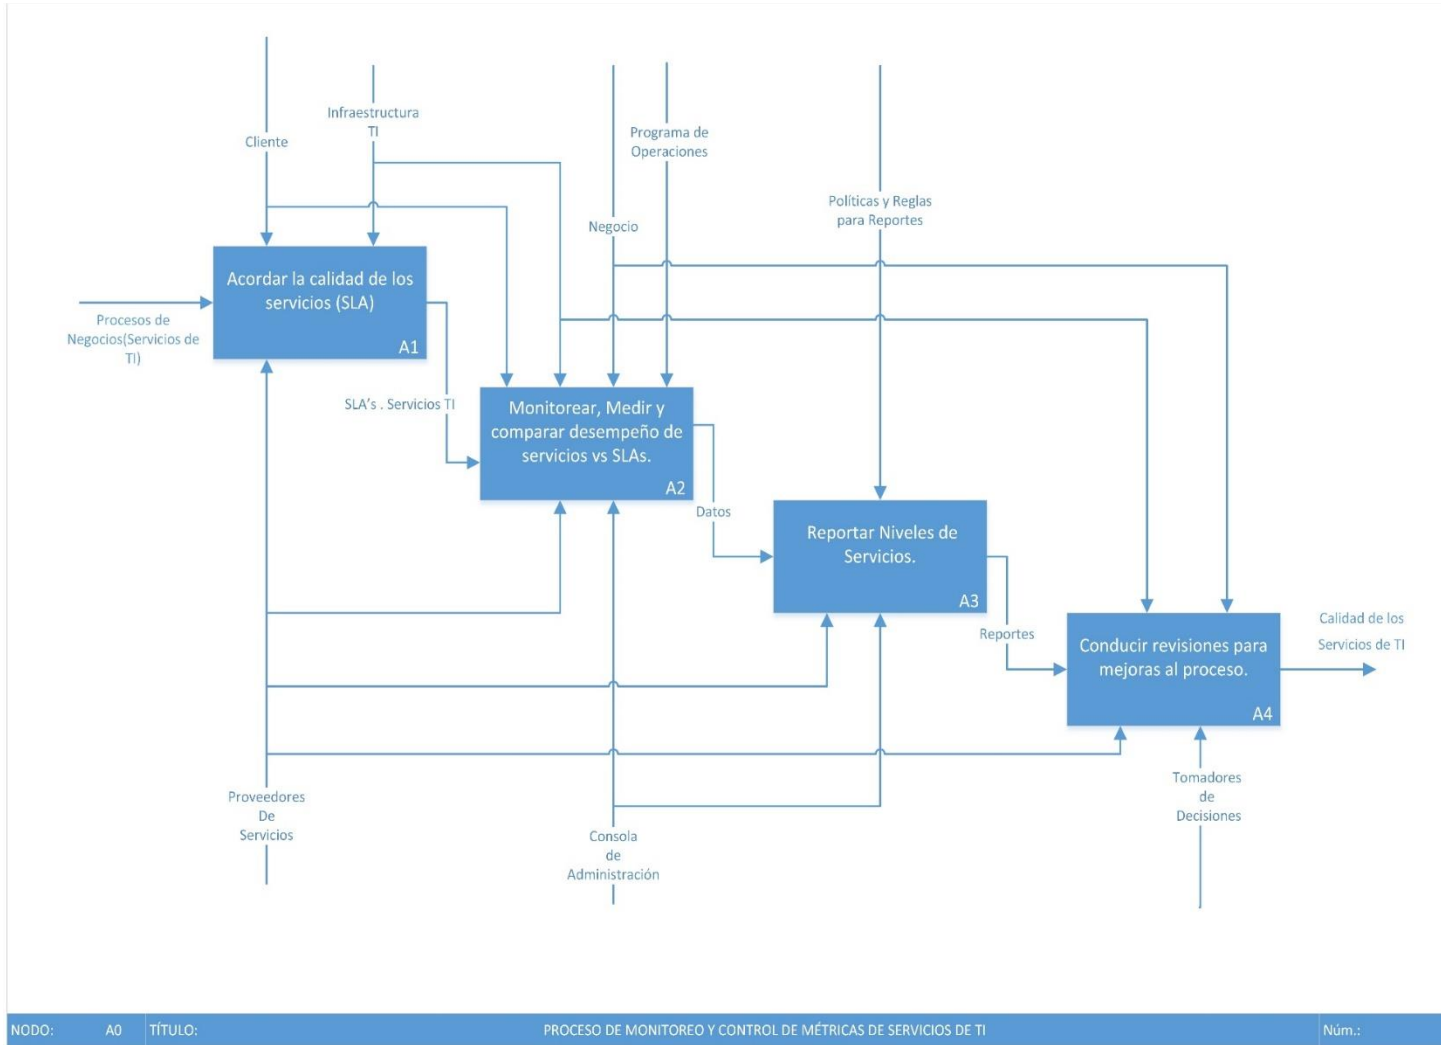 Infraestructura
TI
Cliente
Programa de
Operaciones
Políticas y Reglas
para Reportes
Negocio
Acordar la calidad de los
servicios (SLA)
A1
Procesos de
Negocios(Servicios de
TI)
SLA's . Servicios TI
Monitorear, Medir y
comparar desempeño de
servicios vs SLAs.
A2
Datos
Reportar Niveles de
Servicios.
A3
Reportes
Conducir revisiones para
mejoras al proceso.
A4
Calidad de los
Servicios de TI
Proveedores
De
Servicios
Consola
de
Administración
Tomadores
de
Decisiones
NODO: A0 TÍTULO: PROCESO DE MONITOREO Y CONTROL DE MÉTRICAS DE SERVICIOS DE TI Núm.: